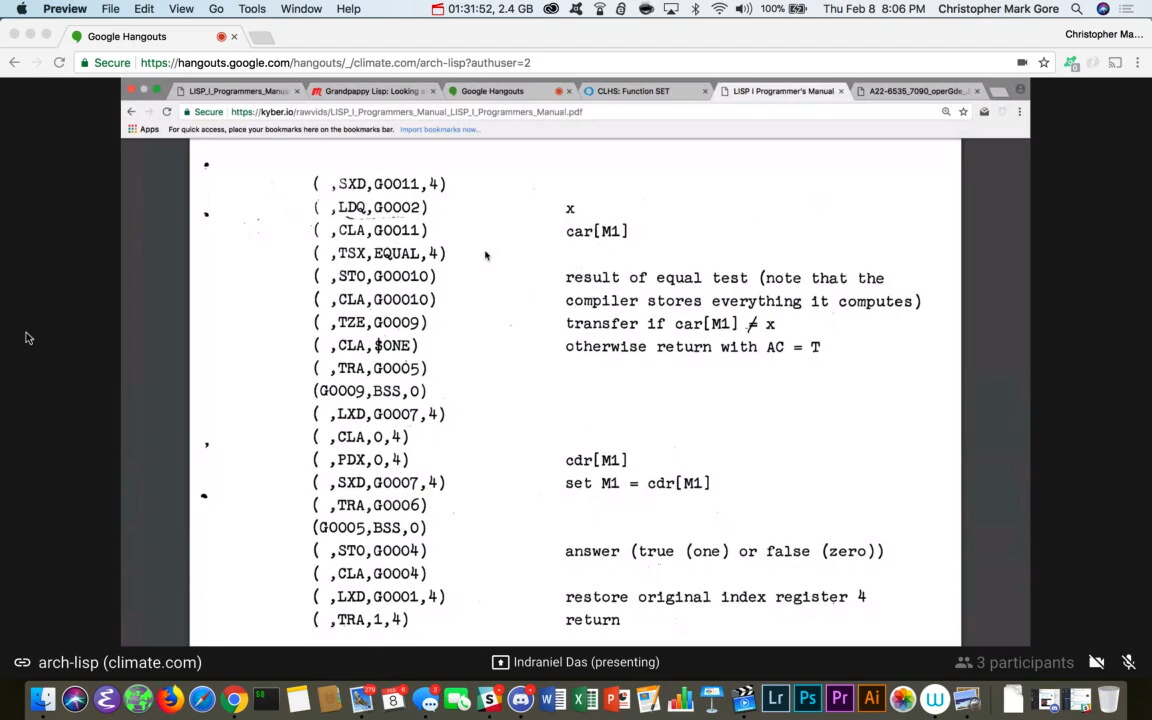 Preview File Edit View Go Tools Window Help 01:31:52, 2.4 GB 100% Thu Feb 8 8:06 PM Christopher Mark Gore
Google Hangouts Christopher Ma...
Secure https://hangouts.google.com/hangouts/_/climate.com/arch-lisp?authuser=2
LISP_I_Programmers_Manua Grandpappy Lisp: Looking Google Hangouts CLHS: Function SET LISP I Programmer's Manual A22-6535_7090_operGde_
Secure https://kyber.io/rawvids/LISP_I_Programmers_Manual_LISP_I_Programmers_Manual.pdf
Apps For quick access, place your bookmarks here on the bookmarks bar. Import bookmarks now...
( ,SXD,G0011,4)
( ,LDQ,G0002) x
( ,CLA,G0011) car[M1]
( ,TSX,EQUAL,4)
( ,STO,G00010) result of equal test (note that the
( ,CLA,G00010) compiler stores everything it computes)
( ,TZE,G0009) transfer if car[M1] ≠ x
( ,CLA,$ONE) otherwise return with AC = T
( ,TRA,G0005)
(G0009,BSS,0)
( ,LXD,G0007,4)
( ,CLA,0,4)
( ,PDX,0,4) cdr[M1]
( ,SXD,G0007,4) set M1 = cdr[M1]
( ,TRA,G0006)
(G0005,BSS,0)
( ,STO,G0004) answer (true (one) or false (zero))
( ,CLA,G0004)
( ,LXD,G0001,4) restore original index register 4
( ,TRA,1,4) return
arch-lisp (climate.com) Indraniel Das (presenting) 3 participants
Lr Ps Pr Ai